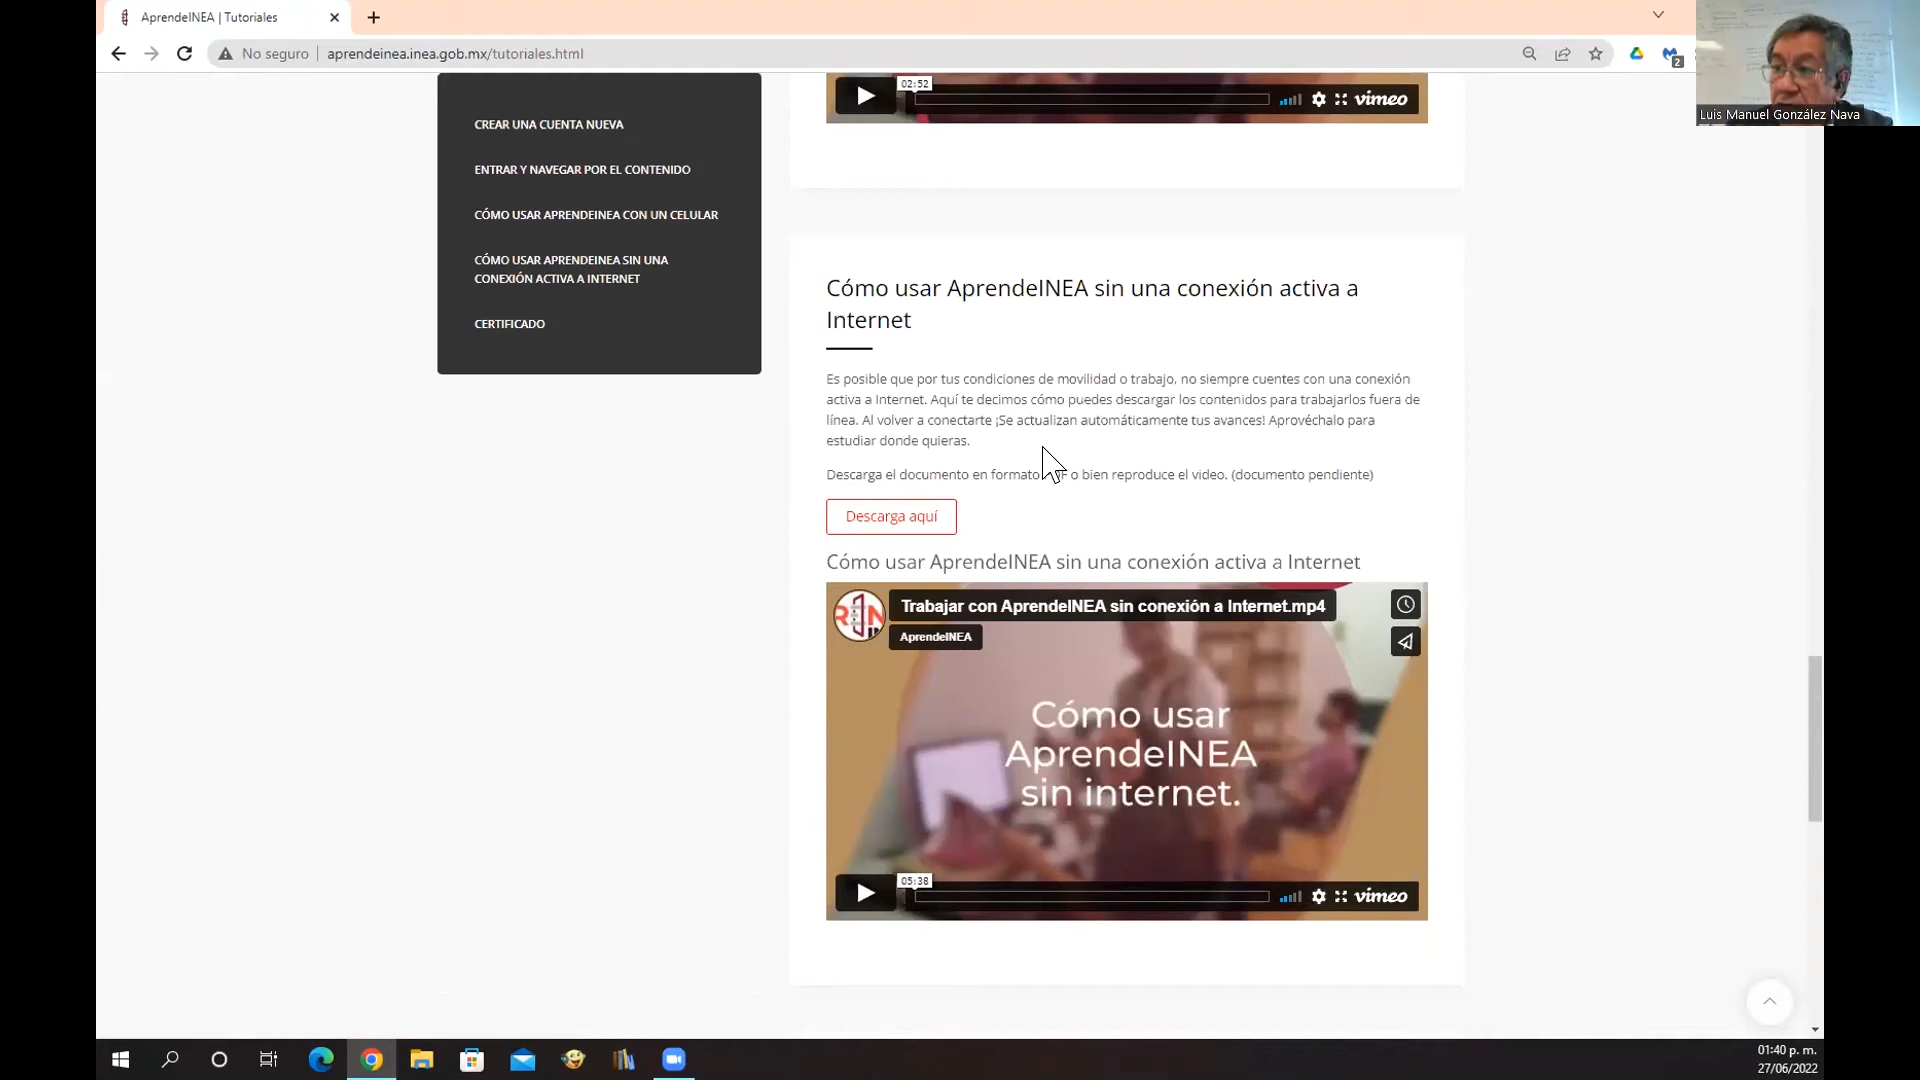 AprendeINEA | Tutoriales
No seguro
aprendeinea.inea.gob.mx/tutoriales.html
2
Luis Manuel González Nava
CREAR UNA CUENTA NUEVA
ENTRAR Y NAVEGAR POR EL CONTENIDO
CÓMO USAR APRENDEINEA CON UN CELULAR
CÓMO USAR APRENDEINEA SIN UNA
CONEXIÓN ACTIVA A INTERNET
CERTIFICADO
02:52
vimeo
Cómo usar AprendeINEA sin una conexión activa a
Internet
Es posible que por tus condiciones de movilidad o trabajo, no siempre cuentes con una conexión
activa a Internet. Aquí te decimos cómo puedes descargar los contenidos para trabajarlos fuera de
línea. Al volver a conectarte ¡Se actualizan automáticamente tus avances! Aprovéchalo para
estudiar donde quieras.
Descarga el documento en formato o bien reproduce el video. (documento pendiente)
Descarga aquí
Cómo usar AprendeINEA sin una conexión activa a Internet
Trabajar con AprendeINEA sin conexión a Internet.mp4
AprendeINEA
Cómo usar
AprendeINEA
sin internet.
05:38
vimeo
01:40 p. m.
27/06/2022